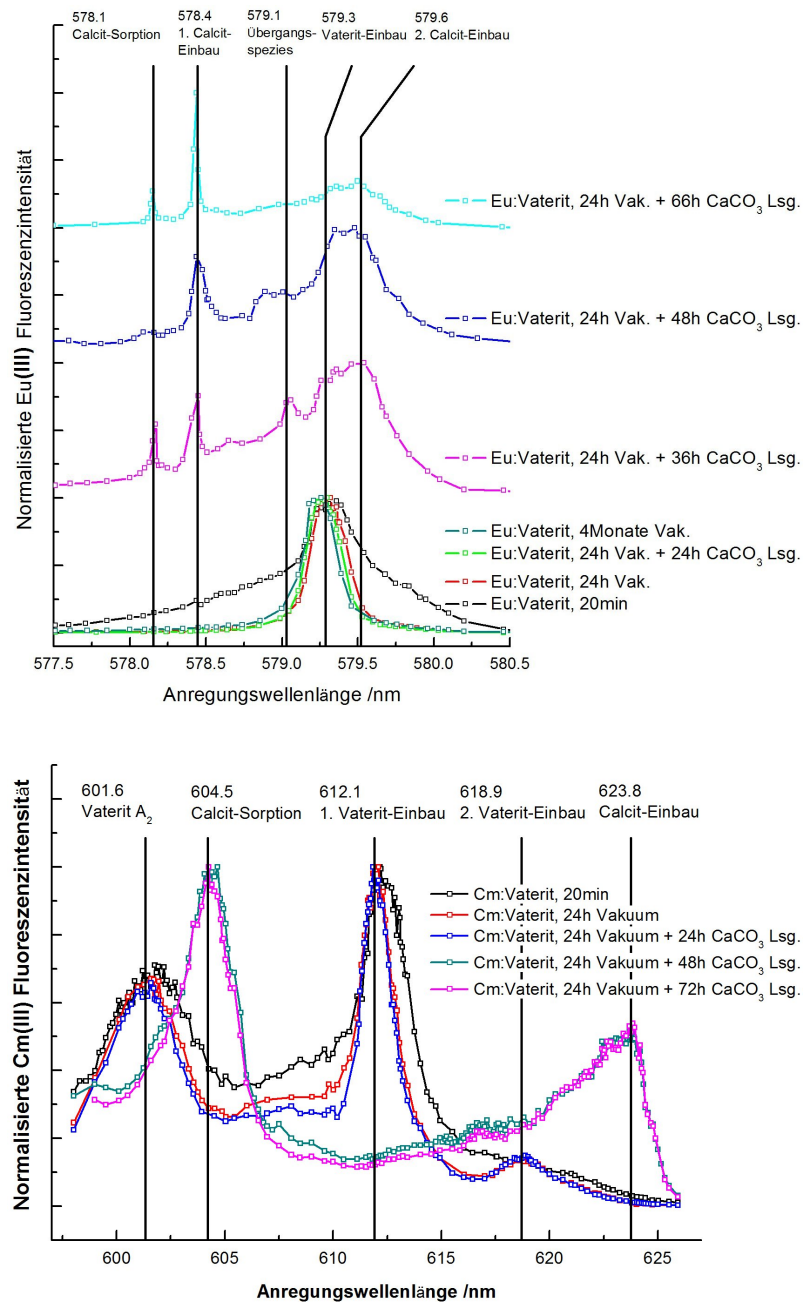 578.1
Calcit-Sorption
578.4
1. Calcit-
Einbau
579.1
Übergangs-
spezies
579.3
Vaterit-Einbau
579.6
2. Calcit-Einbau
Normalisierte Eu(III) Fluoreszenzintensität
Eu:Vaterit, 24h Vak. + 66h CaCO3 Lsg.
Eu:Vaterit, 24h Vak. + 48h CaCO3 Lsg.
Eu:Vaterit, 24h Vak. + 36h CaCO3 Lsg.
Eu:Vaterit, 4Monate Vak.
Eu:Vaterit, 24h Vak. + 24h CaCO3 Lsg.
Eu:Vaterit, 24h Vak.
Eu:Vaterit, 20min
577.5 578.0 578.5 579.0 579.5 580.0 580.5
Anregungswellenlänge /nm
601.6
Vaterit A2
604.5
Calcit-Sorption
612.1
1. Vaterit-Einbau
618.9
2. Vaterit-Einbau
623.8
Calcit-Einbau
Normalisierte Cm(III) Fluoreszenzintensität
Cm:Vaterit, 20min
Cm:Vaterit, 24h Vakuum
Cm:Vaterit, 24h Vakuum + 24h CaCO3 Lsg.
Cm:Vaterit, 24h Vakuum + 48h CaCO3 Lsg.
Cm:Vaterit, 24h Vakuum + 72h CaCO3 Lsg.
600 605 610 615 620 625
Anregungswellenlänge /nm